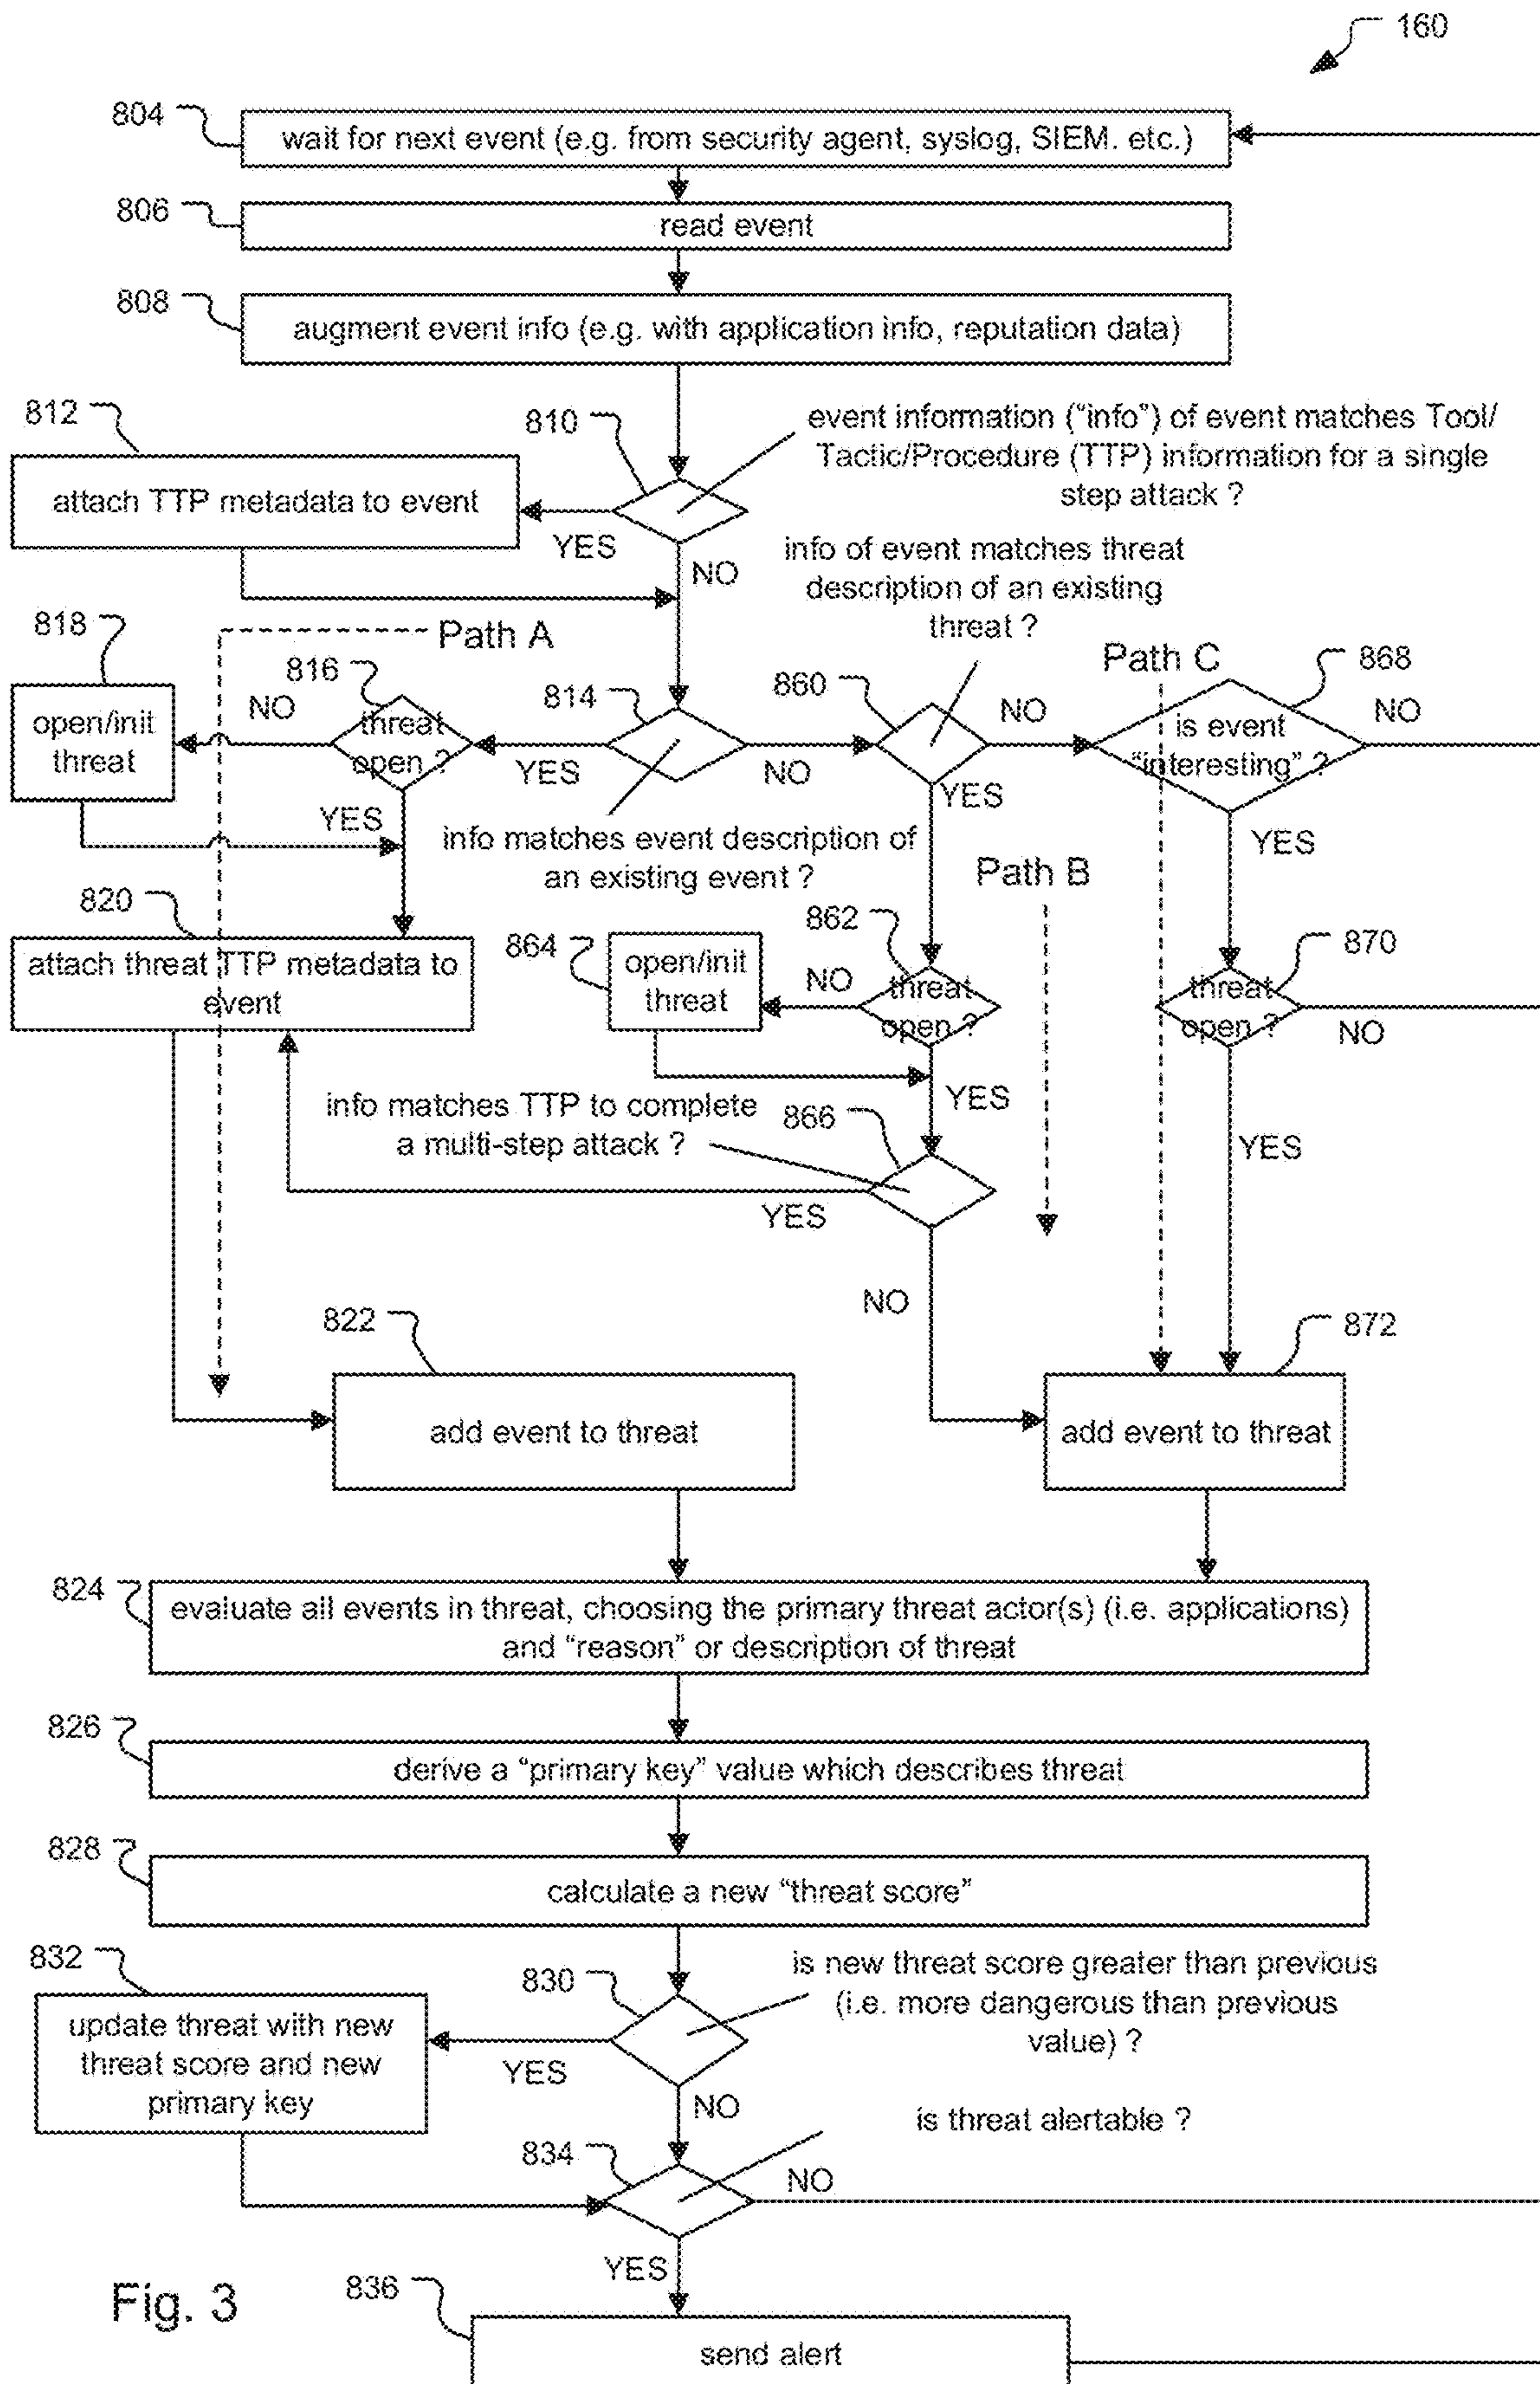 160
804
wait for next event (e.g. from security agent, syslog, SIEM. etc.)
806
read event
808
augment event info (e.g. with application info, reputation data)
812
810
event information ("info") of event matches Tool/
Tactic/Procedure (TTP) information for a single
step attack ?
attach TTP metadata to event
YES
NO
info of event matches threat
description of an existing
threat ?
818
Path A
816
814
860
Path C
868
open/init
threat
NO
threat
open ?
YES
NO
NO
is event
"interesting" ?
NO
YES
YES
YES
info matches event description of
an existing event ?
Path B
820
attach threat TTP metadata to
event
864
open/init
threat
862
NO
threat
open ?
870
threat
open ?
NO
YES
info matches TTP to complete
a multi-step attack ?
866
YES
YES
NO
822
872
add event to threat
add event to threat
824
evaluate all events in threat, choosing the primary threat actor(s) (i.e. applications)
and "reason" or description of threat
826
derive a "primary key" value which describes threat
828
calculate a new "threat score"
832
830
is new threat score greater than previous
(i.e. more dangerous than previous
value) ?
update threat with new
threat score and new
primary key
YES
NO
is threat alertable ?
834
NO
YES
Fig. 3
836
send alert